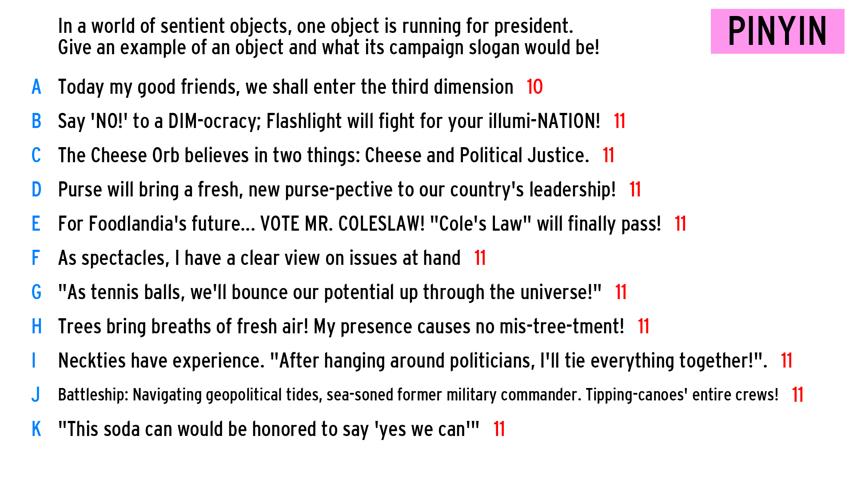 In a world of sentient objects, one object is running for president.
Give an example of an object and what its campaign slogan would be!
PINYIN
A Today my good friends, we shall enter the third dimension 10
B Say 'NO!' to a DIM-ocracy; Flashlight will fight for your illumi-NATION! 11
C The Cheese Orb believes in two things: Cheese and Political Justice. 11
D Purse will bring a fresh, new purse-pective to our country's leadership! 11
E For Foodlandia's future... VOTE MR. COLESLAW! "Cole's Law" will finally pass! 11
F As spectacles, I have a clear view on issues at hand 11
G "As tennis balls, we'll bounce our potential up through the universe!" 11
H Trees bring breaths of fresh air! My presence causes no mis-tree-tment! 11
I Neckties have experience. "After hanging around politicians, I'll tie everything together!". 11
J Battleship: Navigating geopolitical tides, sea-soned former military commander. Tipping-canoes' entire crews! 11
K "This soda can would be honored to say 'yes we can'" 11